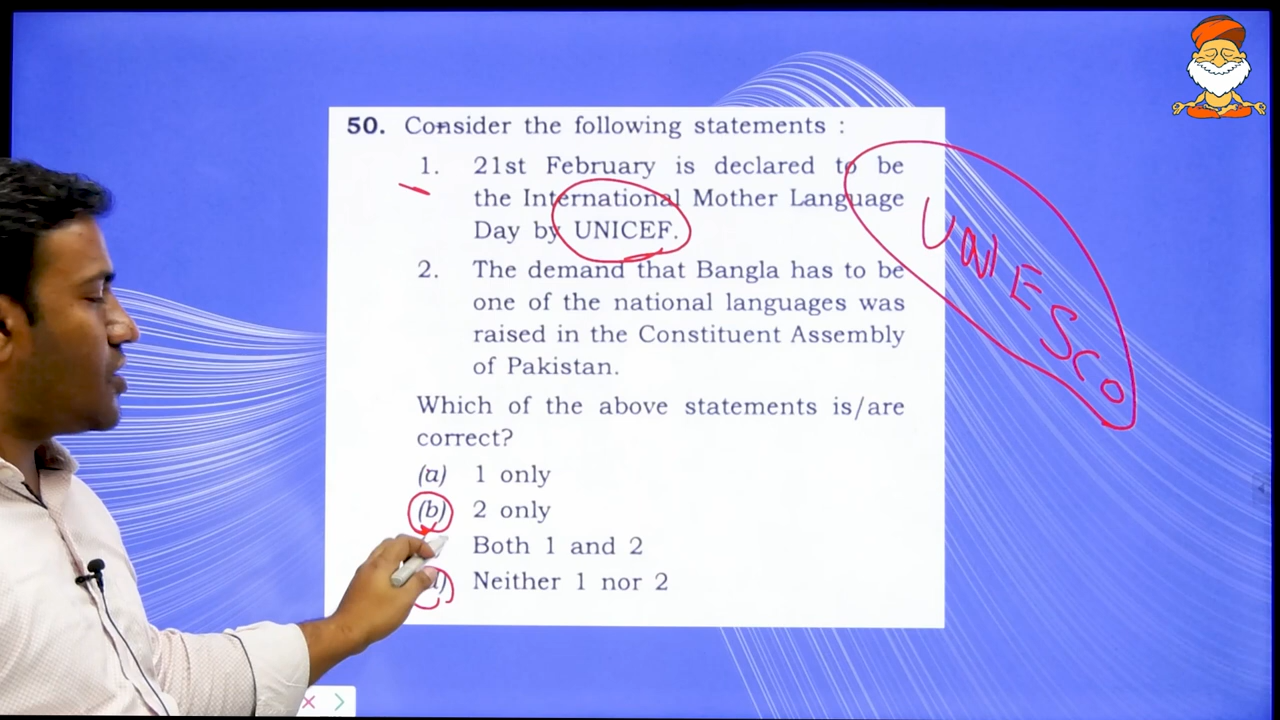 50. Consider the following statements :
1. 21st February is declared to be
the International Mother Language
Day by UNICEF.
2. The demand that Bangla has to be
one of the national languages was
raised in the Constituent Assembly
of Pakistan.
Which of the above statements is/are
correct?
(a) 1 only
(b) 2 only
Both 1 and 2
Neither 1 nor 2
UNESCO